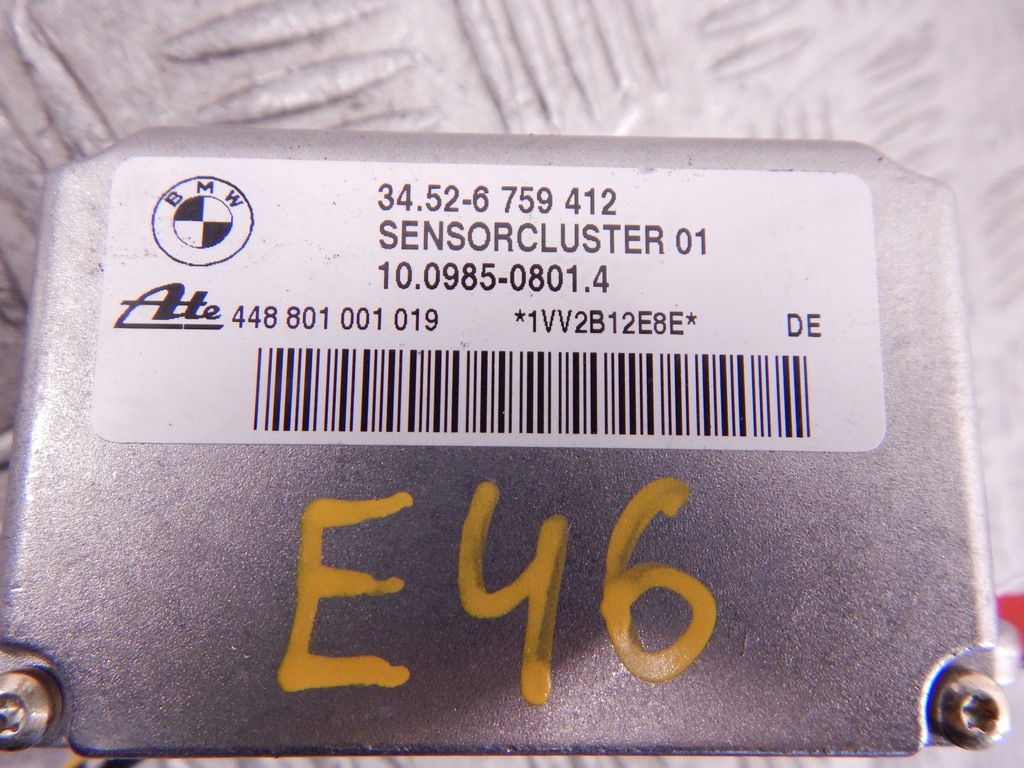 BMW
34.52-6 759 412
SENSORCLUSTER 01
10.0985-0801.4
Ate 448 801 001 019 *1VV2B12E8E* DE
E46